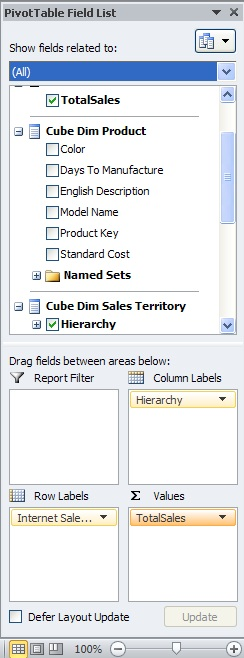 PivotTable Field List
Show fields related to:
(All)
TotalSales
Cube Dim Product
Color
Days To Manufacture
English Description
Model Name
Product Key
Standard Cost
Named Sets
Cube Dim Sales Territory
Hierarchy
Drag fields between areas below:
Report Filter Column Labels
Hierarchy
Row Labels Σ Values
Internet Sale... TotalSales
Defer Layout Update Update
100%